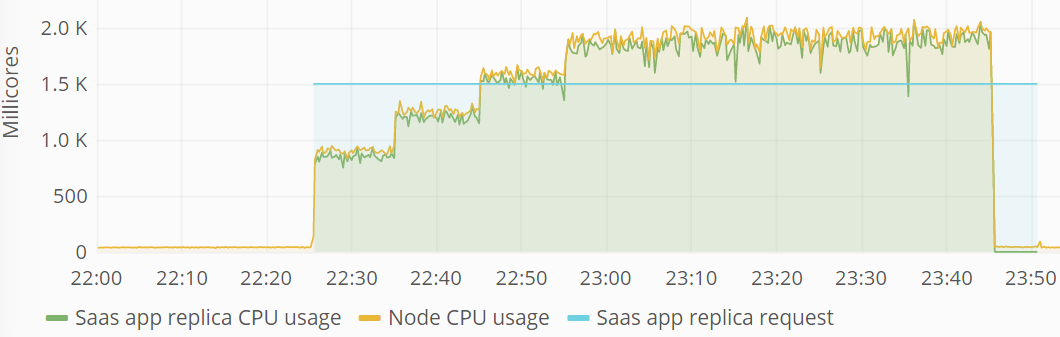 Millicores
2.0 K
1.5 K
1.0 K
500
0
22:00 22:10 22:20 22:30 22:40 22:50 23:00 23:10 23:20 23:30 23:40 23:50
Saas app replica CPU usage Node CPU usage Saas app replica request